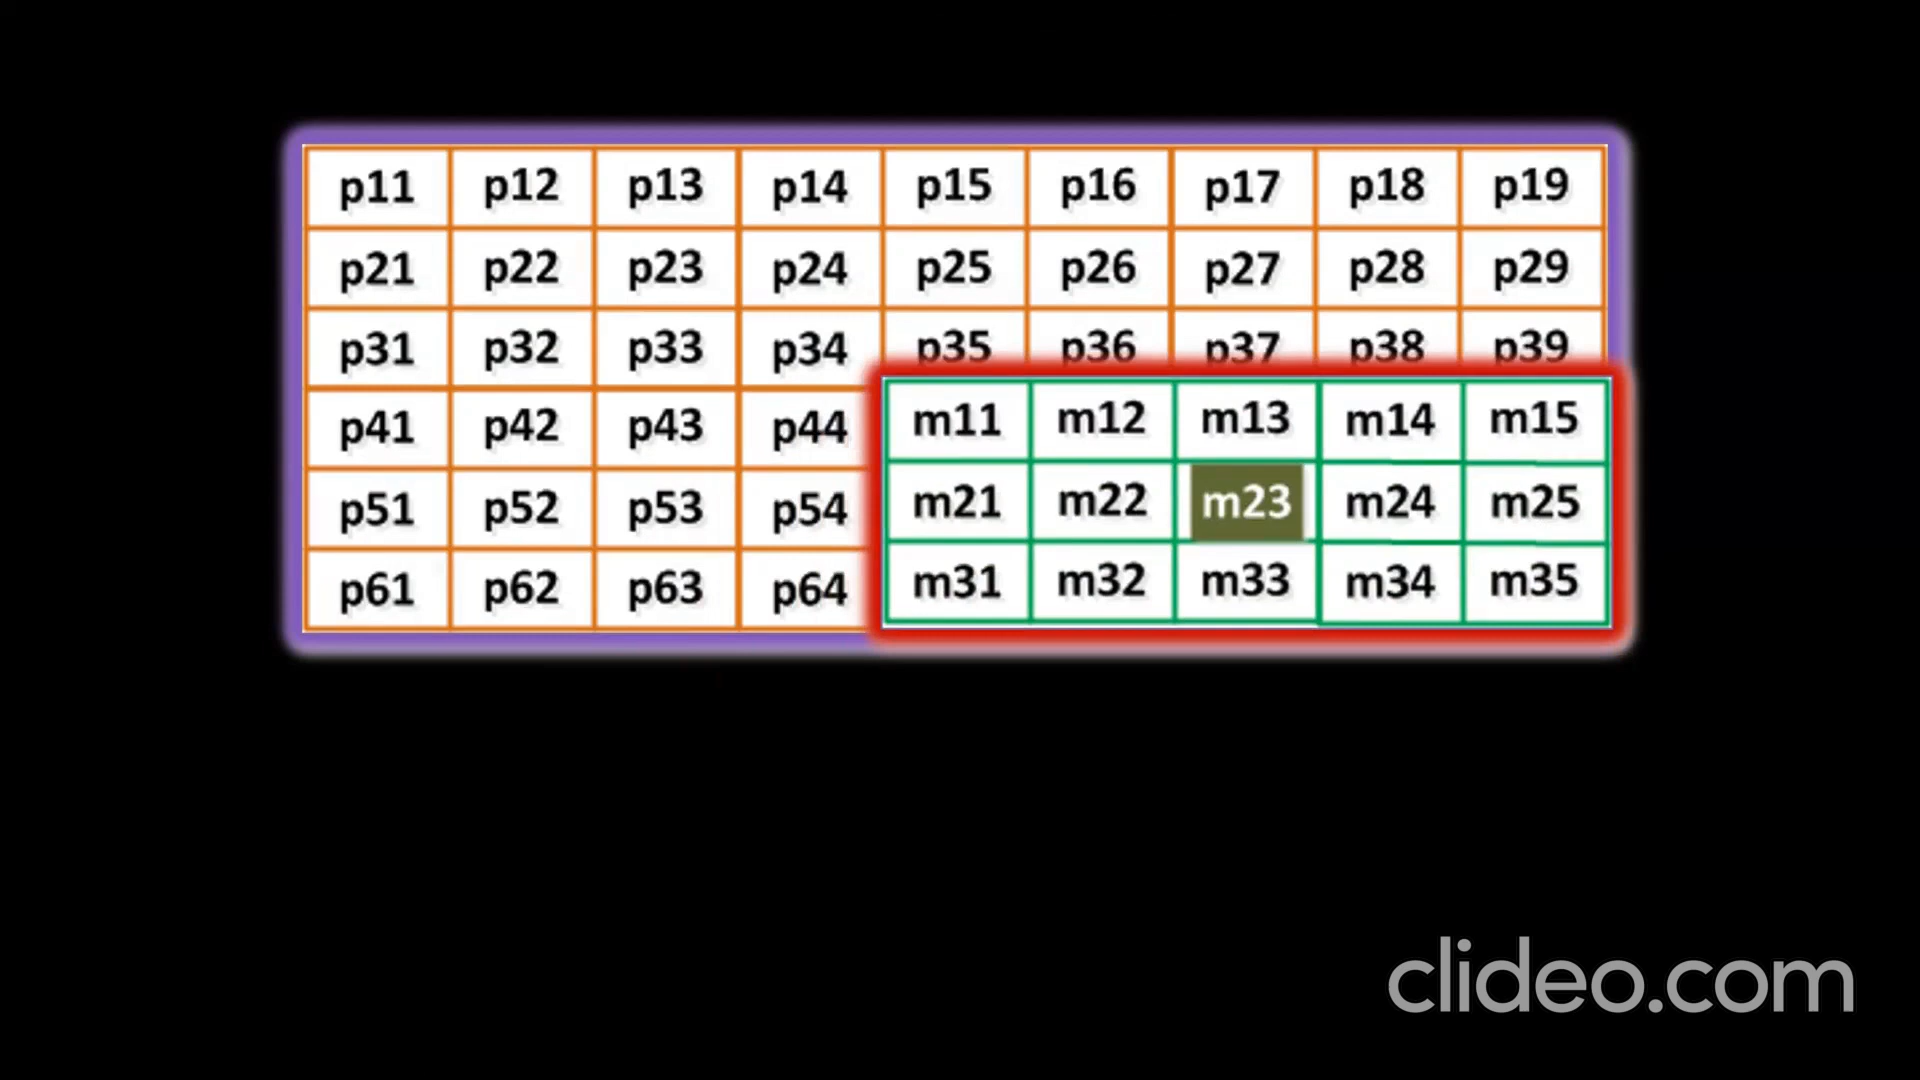 p11 p12 p13 p14 p15 p16 p17 p18 p19
p21 p22 p23 p24 p25 p26 p27 p28 p29
p31 p32 p33 p34 p35 p36 p37 p38 p39
p41 p42 p43 p44 m11 m12 m13 m14 m15
p51 p52 p53 p54 m21 m22 m23 m24 m25
p61 p62 p63 p64 m31 m32 m33 m34 m35
clideo.com